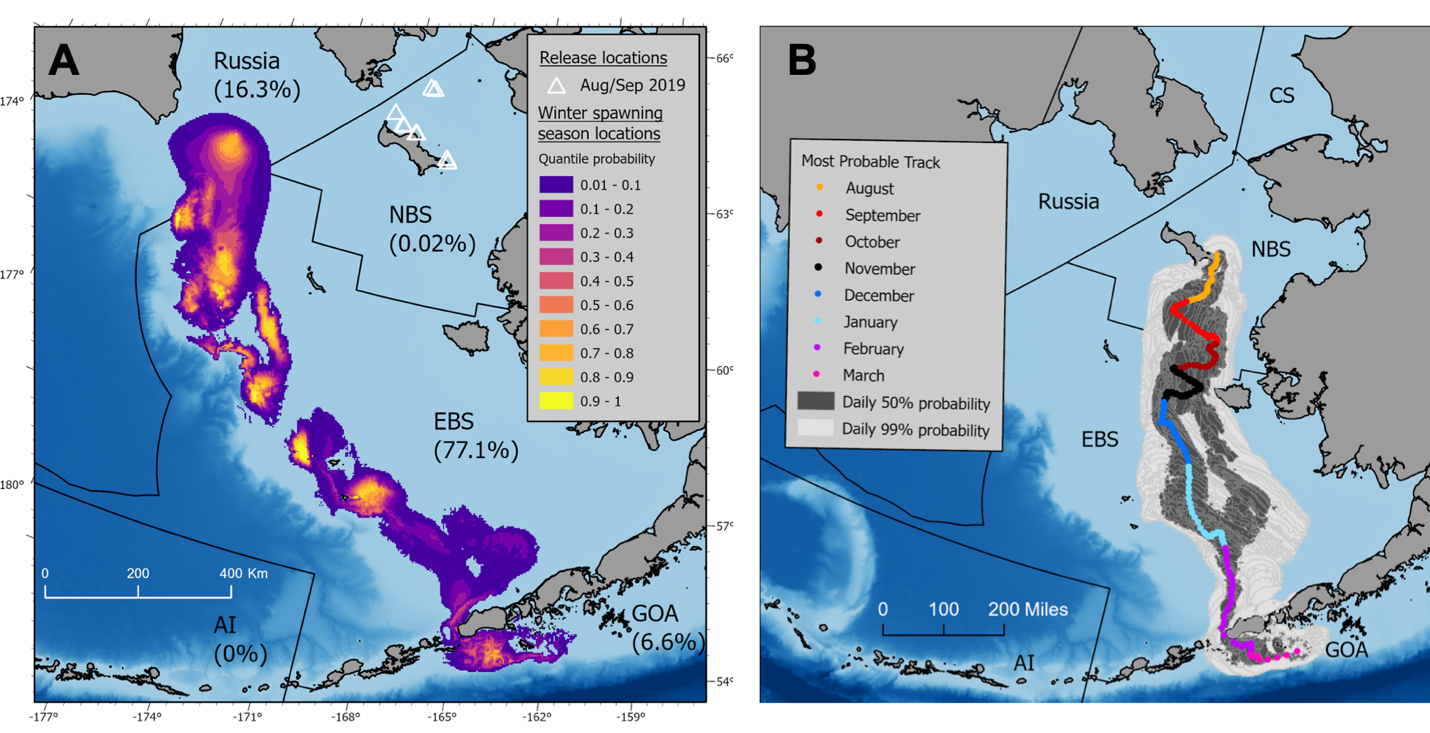 A
Russia
(16.3%)
NBS
(0.02%)
EBS
(77.1%)
GOA
(6.6%)
AI
(0%)
0 200 400 Km
Release locations
Aug/Sep 2019
Winter spawning
season locations
Quantile probability
0.01 - 0.1
0.1 - 0.2
0.2 - 0.3
0.3 - 0.4
0.4 - 0.5
0.5 - 0.6
0.6 - 0.7
0.7 - 0.8
0.8 - 0.9
0.9 - 1
174°
177°
180°
66°
63°
60°
57°
54°
-177°
-174°
-171°
-168°
-165°
-162°
-159°
B
CS
Russia
NBS
EBS
AI
GOA
Most Probable Track
August
September
October
November
December
January
February
March
Daily 50% probability
Daily 99% probability
0 100 200 Miles